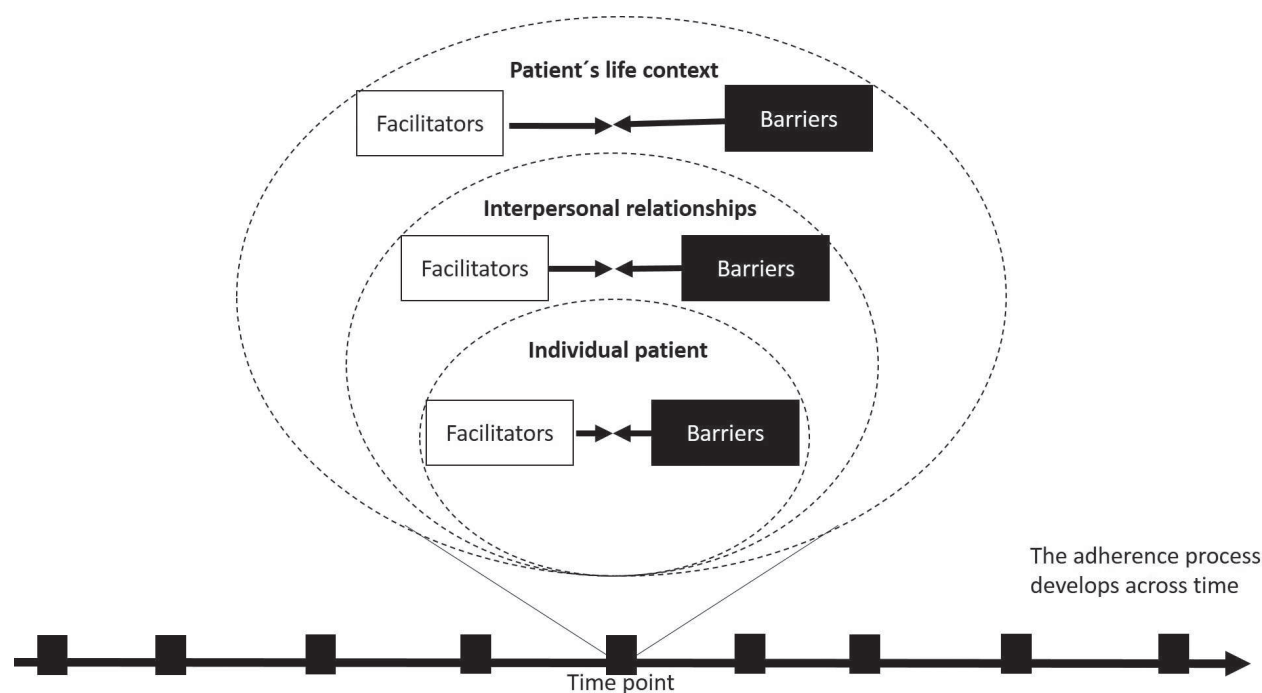 Patient´s life context
Facilitators
Barriers
Interpersonal relationships
Facilitators
Barriers
Individual patient
Facilitators
Barriers
The adherence process
develops across time
Time point